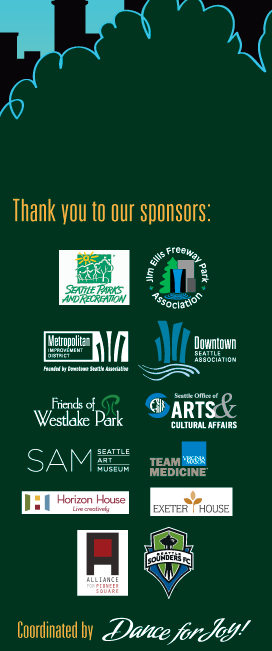 Thank you to our sponsors:
SEATTLE PARKS
AND RECREATION
Jim Ellis Freeway Park
Association
Metropolitan
IMPROVEMENT
DISTRICT
Founded by Downtown Seattle Association
Downtown
SEATTLE
ASSOCIATION
Friends of
Westlake Park
Seattle Office of
ARTS&
CULTURAL AFFAIRS
SAM
SEATTLE
ART
MUSEUM
TEAM
MEDICINE
Horizon House
Live creatively
EXETER HOUSE
ALLIANCE
FOR PIONEER
SQUARE
SEATTLE
SOUNDERS FC
Coordinated by Dance for Joy!